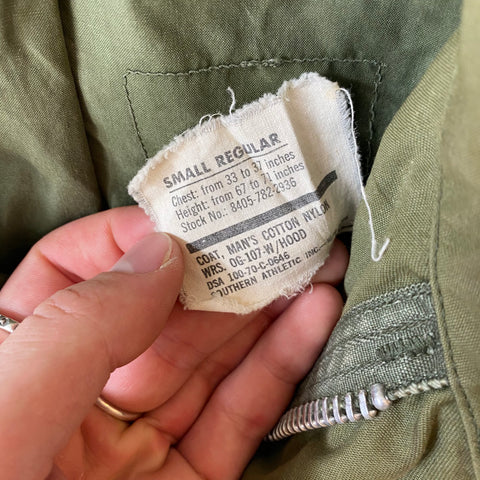 SMALL REGULAR
Chest: from 33 to 37 inches
Height: from 67 to 71 inches
Stock No.: 8405-782-2936
COAT, MAN'S COTTON NYLON
WRS. OG-107-W/HOOD
DSA 100-70-C-0646
SOUTHERN ATHLETIC INC.